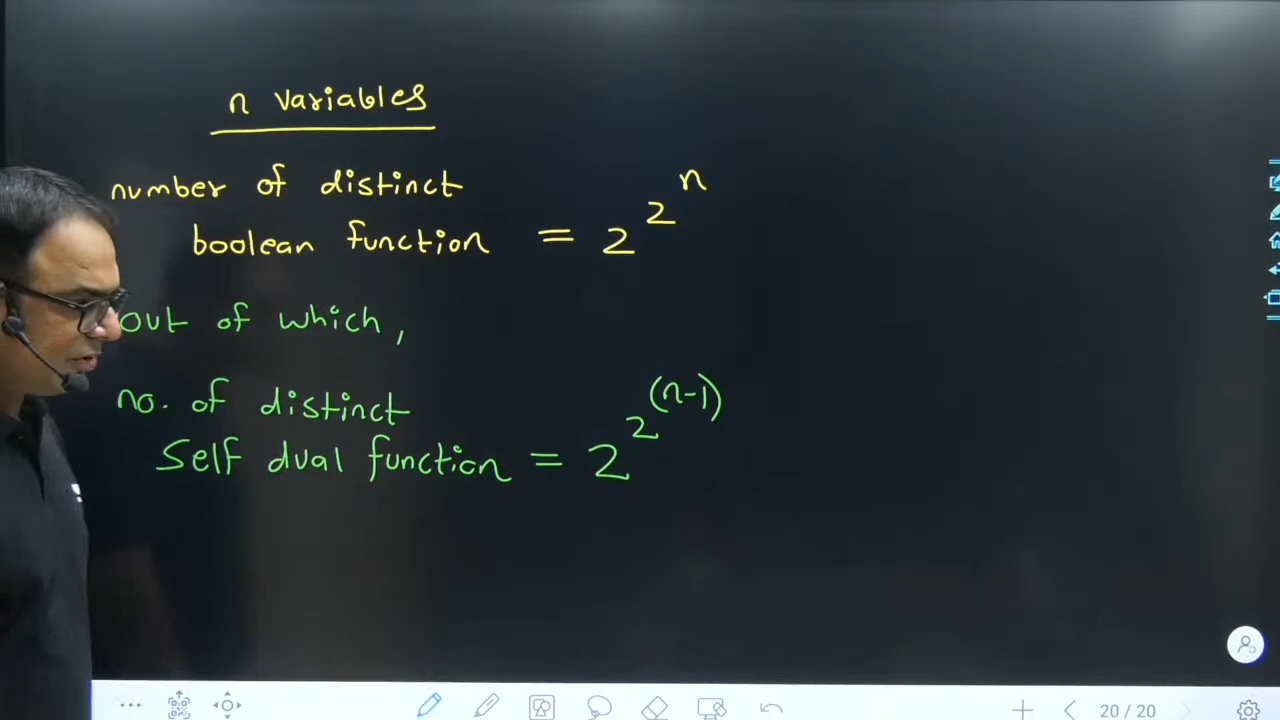 n variables
number of distinct
boolean function = 2^2^n
out of which,
no. of distinct
Self dual function = 2^2^(n-1)
20 / 20